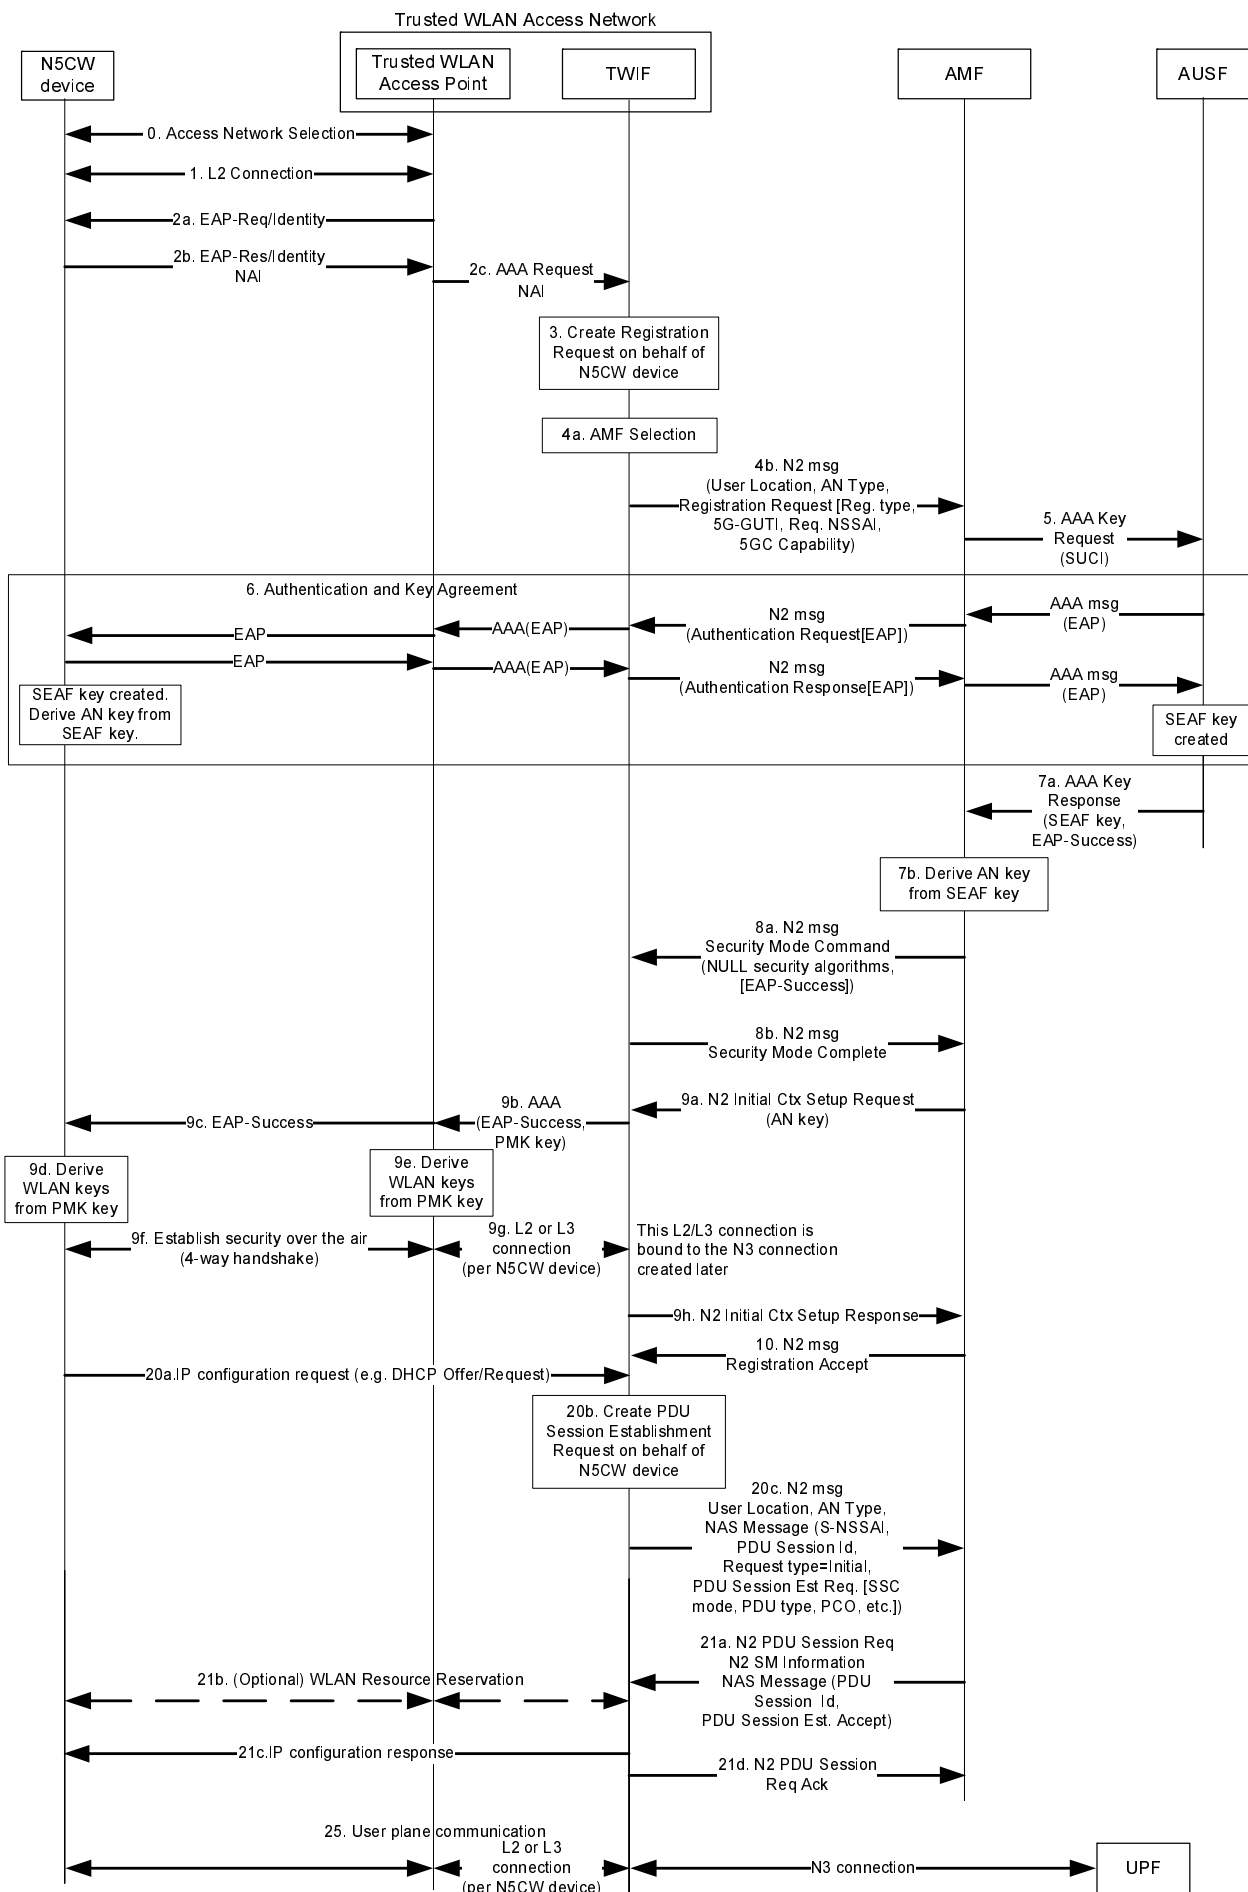 Trusted WLAN Access Network
N5CW
device
Trusted WLAN
Access Point
TWIF
AMF
AUSF
0. Access Network Selection
1. L2 Connection
2a. EAP-Req/Identity
2b. EAP-Res/Identity
NAI
2c. AAA Request
NAI
3. Create Registration
Request on behalf of
N5CW device
4a. AMF Selection
4b. N2 msg
(User Location, AN Type,
Registration Request [Reg. type,
5G-GUTI, Req. NSSAI,
5GC Capability)
5. AAA Key
Request
(SUCI)
6. Authentication and Key Agreement
AAA msg
(EAP)
N2 msg
(Authentication Request[EAP])
AAA(EAP)
EAP
EAP
AAA(EAP)
N2 msg
(Authentication Response[EAP])
AAA msg
(EAP)
SEAF key created.
Derive AN key from
SEAF key.
SEAF key
created
7a. AAA Key
Response
(SEAF key,
EAP-Success)
7b. Derive AN key
from SEAF key
8a. N2 msg
Security Mode Command
(NULL security algorithms,
[EAP-Success])
8b. N2 msg
Security Mode Complete
9a. N2 Initial Ctx Setup Request
(AN key)
9b. AAA
(EAP-Success,
PMK key)
9c. EAP-Success
9d. Derive
WLAN keys
from PMK key
9e. Derive
WLAN keys
from PMK key
9f. Establish security over the air
(4-way handshake)
9g. L2 or L3
connection
(per N5CW device)
This L2/L3 connection is
bound to the N3 connection
created later
9h. N2 Initial Ctx Setup Response
10. N2 msg
Registration Accept
20a.IP configuration request (e.g. DHCP Offer/Request)
20b. Create PDU
Session Establishment
Request on behalf of
N5CW device
20c. N2 msg
User Location, AN Type,
NAS Message (S-NSSAI,
PDU Session Id,
Request type=Initial,
PDU Session Est Req. [SSC
mode, PDU type, PCO, etc.])
21a. N2 PDU Session Req
N2 SM Information
NAS Message (PDU
Session Id,
PDU Session Est. Accept)
21b. (Optional) WLAN Resource Reservation
21c.IP configuration response
21d. N2 PDU Session
Req Ack
25. User plane communication
L2 or L3
connection
(per N5CW device)
N3 connection
UPF